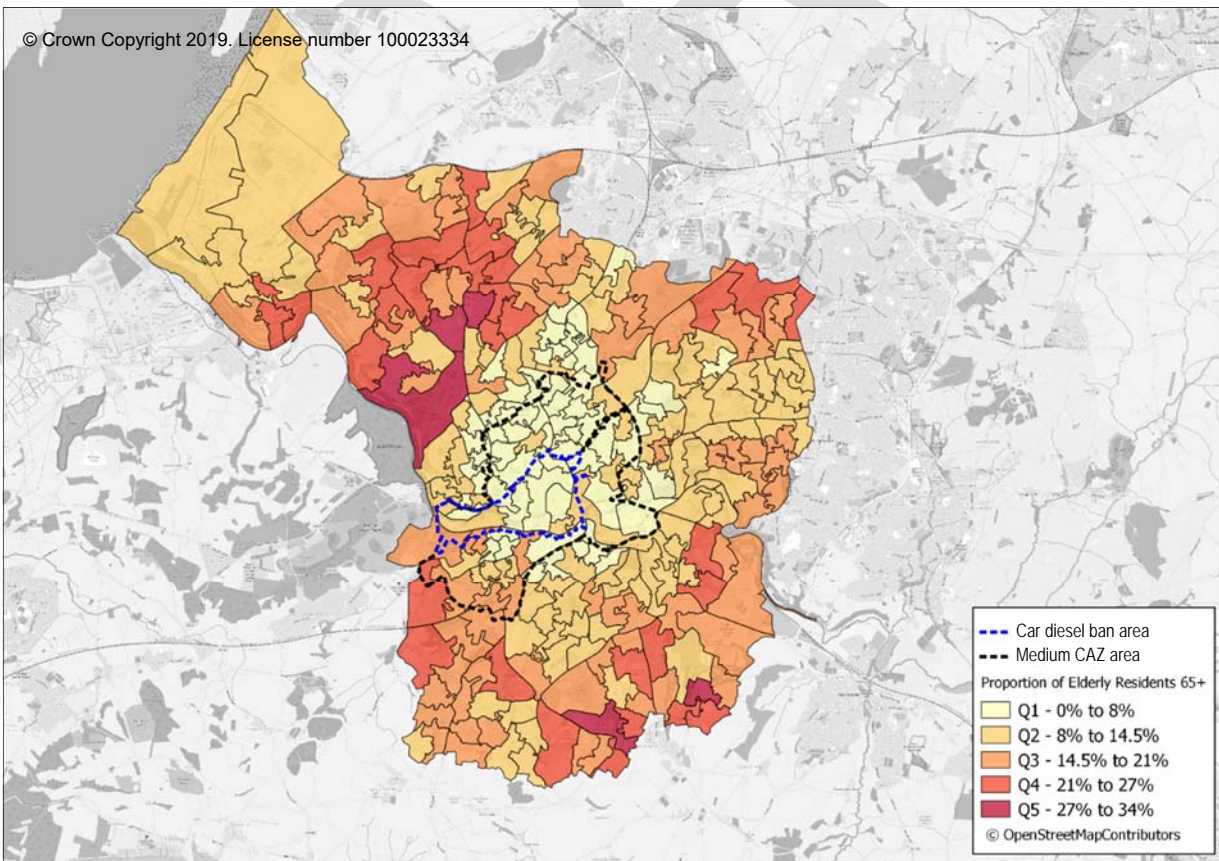 © Crown Copyright 2019. License number 100023334
Car diesel ban area
Medium CAZ area
Proportion of Elderly Residents 65+
Q1 - 0% to 8%
Q2 - 8% to 14.5%
Q3 - 14.5% to 21%
Q4 - 21% to 27%
Q5 - 27% to 34%
© OpenStreetMapContributors